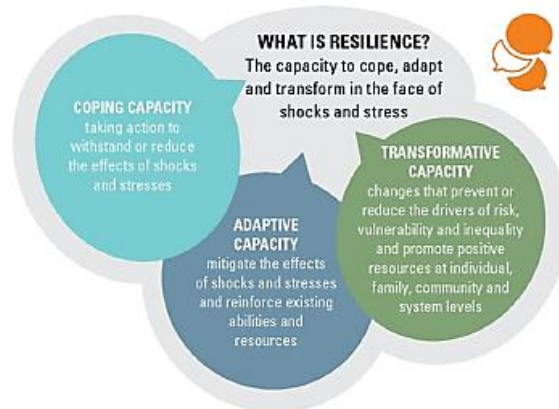 WHAT IS RESILIENCE?
The capacity to cope, adapt
and transform in the face of
shocks and stress
COPING CAPACITY
taking action to
withstand or reduce
the effects of shocks
and stresses
ADAPTIVE
CAPACITY
mitigate the effects
of shocks and stresses
and reinforce existing
abilities and
resources
TRANSFORMATIVE
CAPACITY
changes that prevent or
reduce the drivers of risk,
vulnerability and inequality
and promote positive
resources at individual,
family, community and
system levels